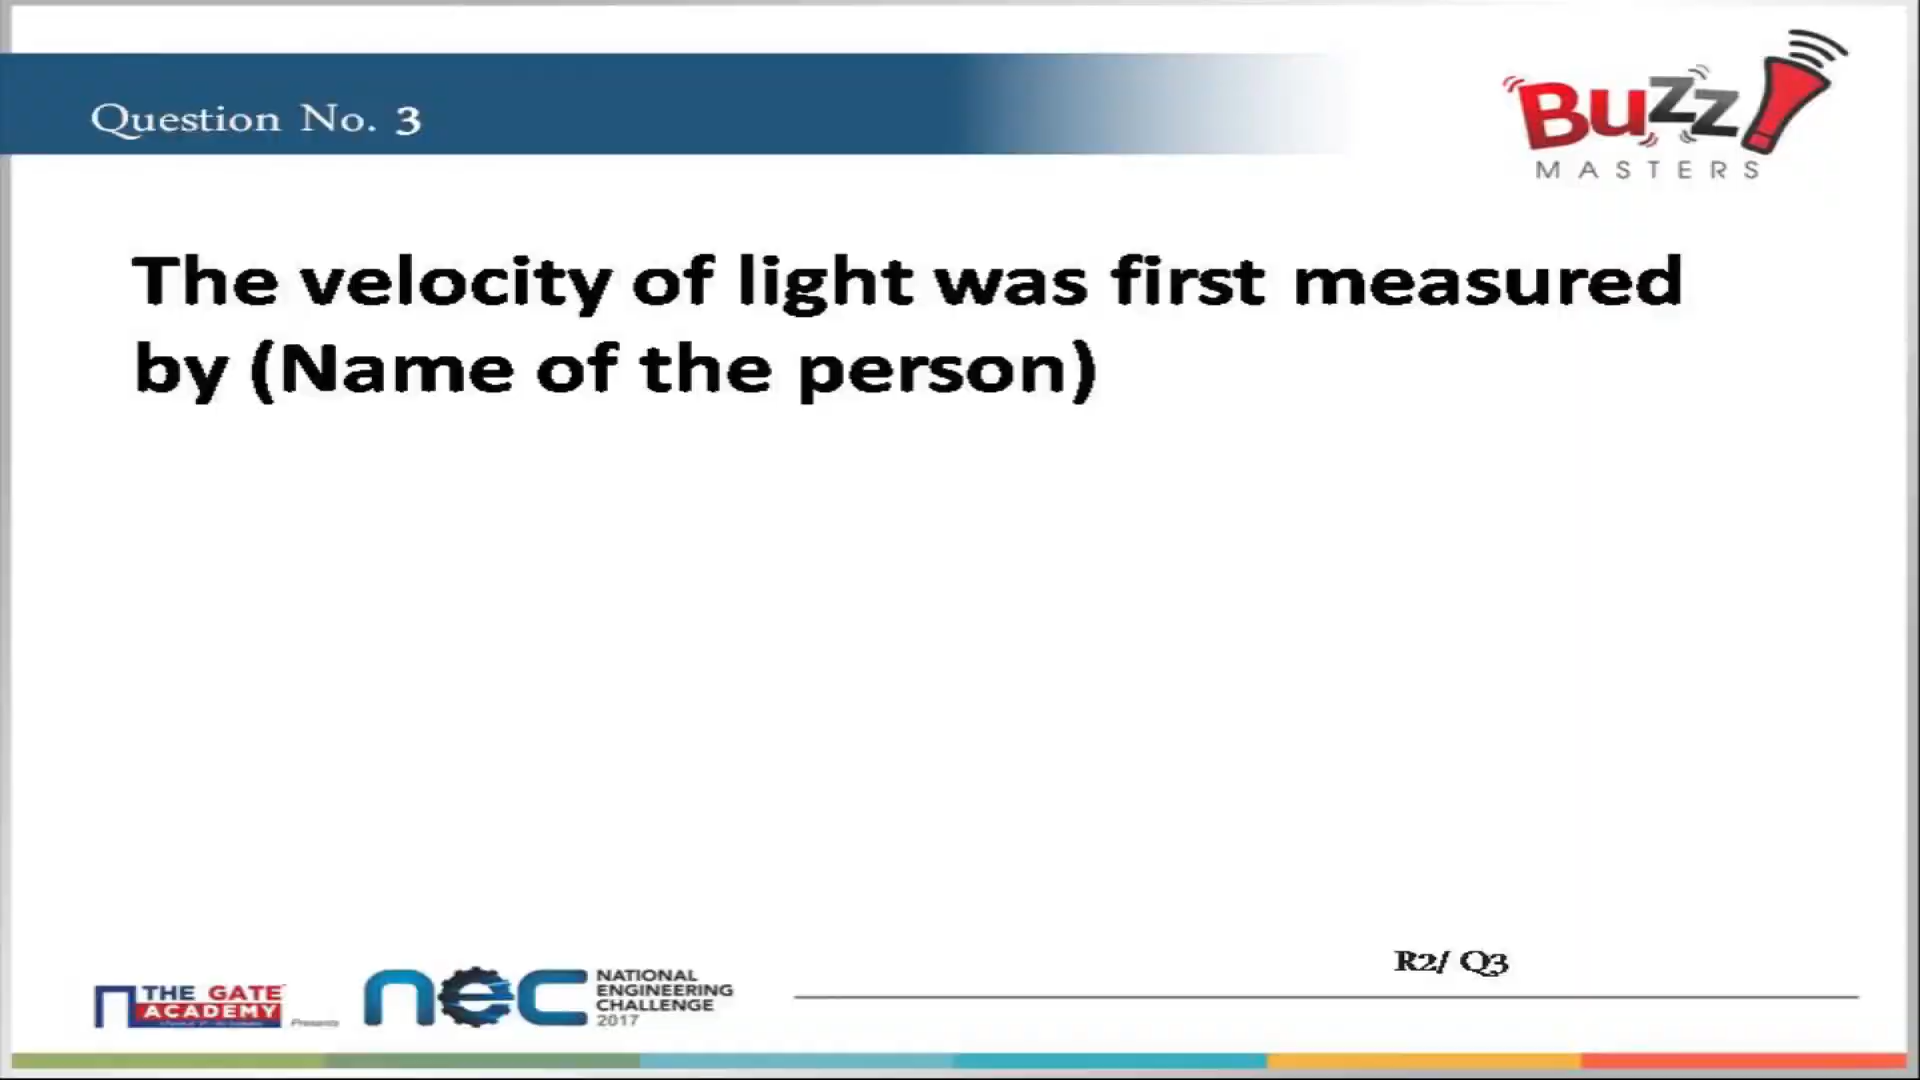 Question No. 3
BuZZ!
MASTERS
The velocity of light was first measured
by (Name of the person)
R2/ Q3
THE GATE
ACADEMY
Presents
nec
NATIONAL
ENGINEERING
CHALLENGE
2017